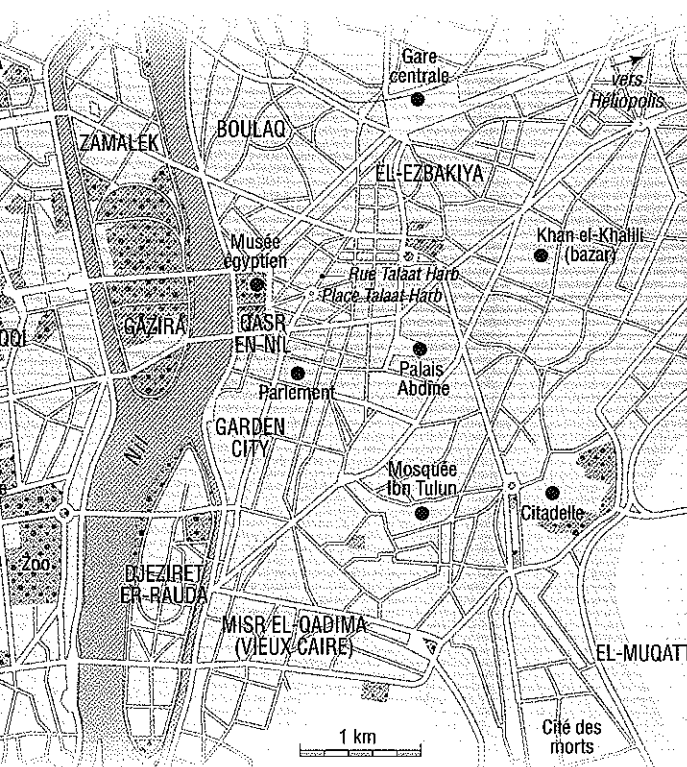 Gare
centrale
vers
Héliopolis
ZAMALEK
BOULAQ
EL-EZBAKIYA
Musée
égyptien
Khan el-Khalili
(bazar)
Rue Talaat Harb
Place Talaat Harb
GAZIRA
QASR
EN-NIL
Palais
Abdine
Parlement
GARDEN
CITY
Nil
Mosquée
Ibn Tulun
Citadelle
Zoo
DJEZIRET
ER-RAUDA
MISR EL-QADIMA
(VIEUX CAIRE)
EL-MUQATT
Cité des
morts
1 km